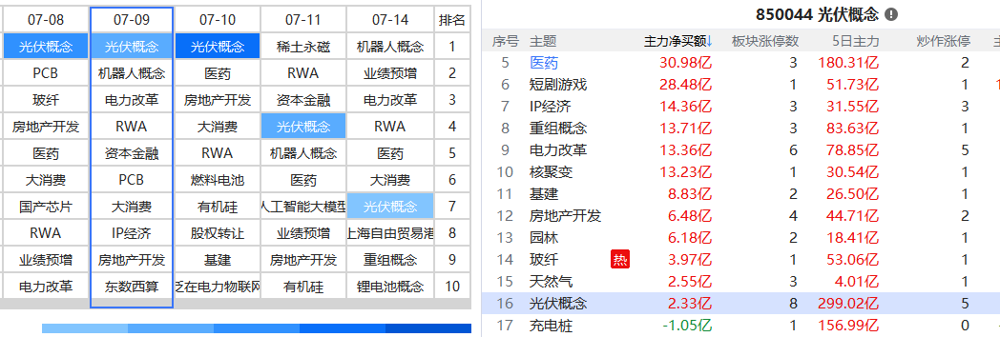 07-08 07-09 07-10 07-11 07-14 排名
光伏概念 光伏概念 光伏概念 稀土永磁 机器人概念 1
PCB 机器人概念 医药 RWA 业绩预增 2
玻纤 电力改革 房地产开发 资本金融 电力改革 3
房地产开发 RWA 大消费 光伏概念 RWA 4
医药 资本金融 RWA 机器人概念 医药 5
大消费 PCB 燃料电池 医药 大消费 6
国产芯片 大消费 有机硅 人工智能大模型 光伏概念 7
RWA IP经济 股权转让 业绩预增 上海自由贸易港 8
业绩预增 房地产开发 基建 房地产开发 重组概念 9
电力改革 东数西算 泛在电力物联网 有机硅 锂电池概念 10
850044 光伏概念
序号 主题 主力净买额↓ 板块涨停数 5日主力 炒作涨停 主
5 医药 30.98亿 3 180.31亿 2
6 短剧游戏 28.48亿 1 51.73亿 1 1
7 IP经济 14.36亿 3 31.55亿 3
8 重组概念 13.71亿 3 83.63亿 1
9 电力改革 13.36亿 6 78.85亿 5
10 核聚变 13.23亿 1 30.54亿 1
11 基建 8.83亿 2 26.50亿 1
12 房地产开发 6.48亿 4 44.71亿 2
13 园林 6.18亿 2 18.41亿 1
14 玻纤 热 3.97亿 1 53.06亿 1
15 天然气 2.55亿 3 4.01亿 1
16 光伏概念 2.33亿 8 299.02亿 5
17 充电桩 -1.05亿 1 156.99亿 0